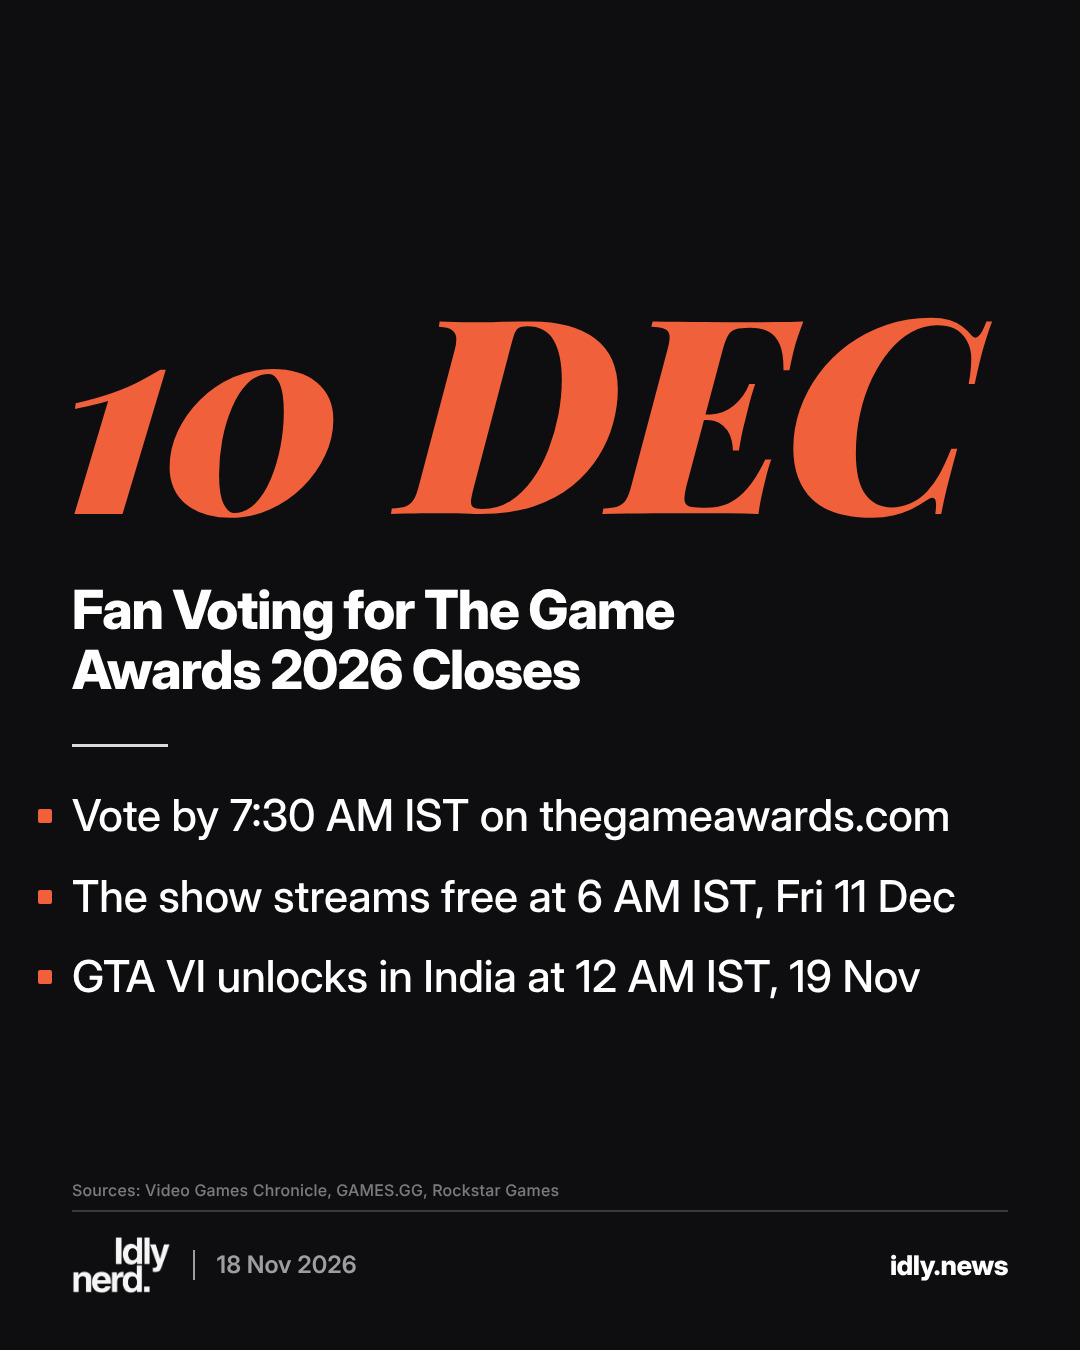 10 DEC
Fan Voting for The Game
Awards 2026 Closes
Vote by 7:30 AM IST on thegameawards.com
The show streams free at 6 AM IST, Fri 11 Dec
GTA VI unlocks in India at 12 AM IST, 19 Nov
Sources: Video Games Chronicle, GAMES.GG, Rockstar Games
Idly
nerd.
18 Nov 2026
idly.news